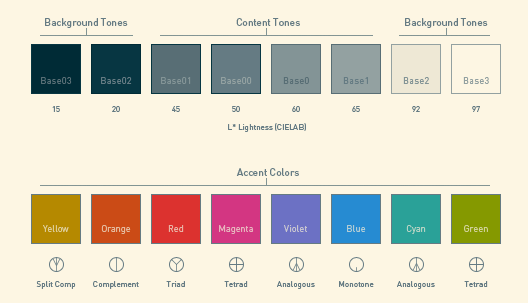 Background Tones Content Tones Background Tones
Base03 Base02 Base01 Base00 Base0 Base1 Base2 Base3
15 20 45 50 60 65 92 97
L* Lightness (CIELAB)
Accent Colors
Yellow Orange Red Magenta Violet Blue Cyan Green
Split Comp Complement Triad Tetrad Analogous Monotone Analogous Tetrad